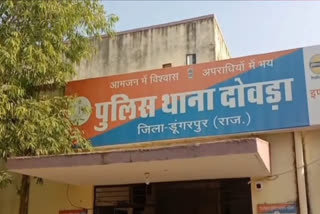 आमजन में विश्वास अपराधियों में भय
पुलिस थाना दोवड़ा
जिला-डूंगरपुर (राज.)